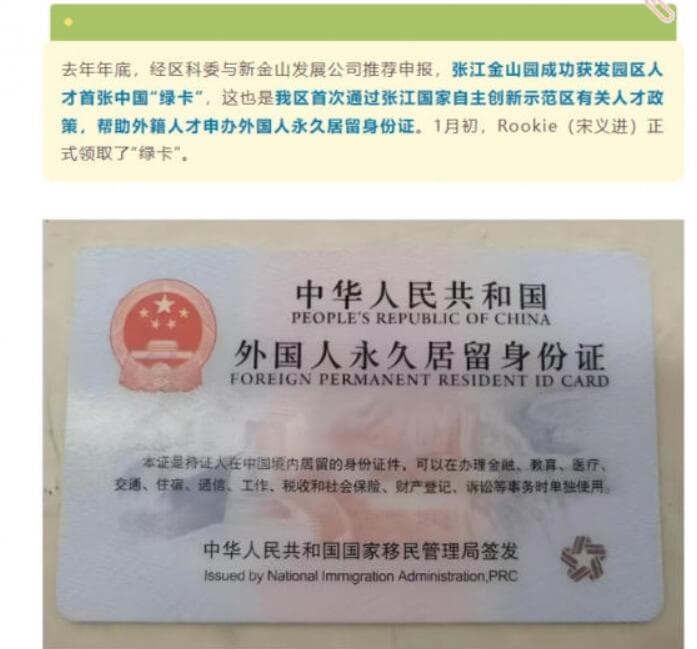 去年年底，经区科委与新金山发展公司推荐申报，张江金山园成功获发园区人
才首张中国“绿卡”，这也是我区首次通过张江国家自主创新示范区有关人才政
策，帮助外籍人才申办外国人永久居留身份证。1月初，Rookie（宋义进）正
式领取了“绿卡”。
中华人民共和国
PEOPLE'S REPUBLIC OF CHINA
外国人永久居留身份证
FOREIGN PERMANENT RESIDENT ID CARD
本证是持证人在中国境内居留的身份证件，可以在办理金融、教育、医疗、
交通、住宿、通信、工作、税收和社会保险、财产登记、诉讼等事务时单独使用。
中华人民共和国国家移民管理局签发
Issued by National Immigration Administration,PRC